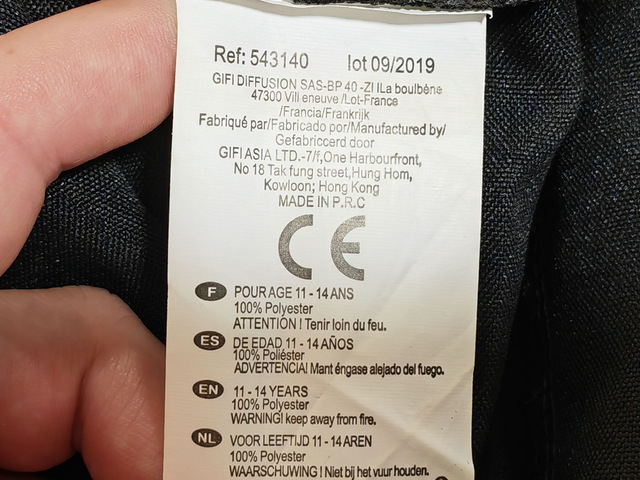 Ref: 543140 lot 09/2019
GIFI DIFFUSION SAS-BP 40 -ZI ILa boulbène
47300 Vill eneuve /Lot-France
/Francia/Frankrijk
Fabriqué par/Fabricado por/Manufactured by/
Gefabriceerd door
GIFI ASIA LTD.-7/f,One Harbourfront,
No 18 Tak fung street,Hung Hom,
Kowloon; Hong Kong
MADE IN P.R.C
CE
F POUR AGE 11 - 14 ANS
100% Polyester
ATTENTION ! Tenir loin du feu.
ES DE EDAD 11 - 14 AÑOS
100% Poliéster
ADVERTENCIA! Mant éngase alejado del fuego.
EN 11 - 14 YEARS
100% Polyester
WARNING! keep away from fire.
NL VOOR LEEFTIJD 11 - 14 AREN
100% Polyester
WAARSCHUWING ! Niet bij het vuur houden.